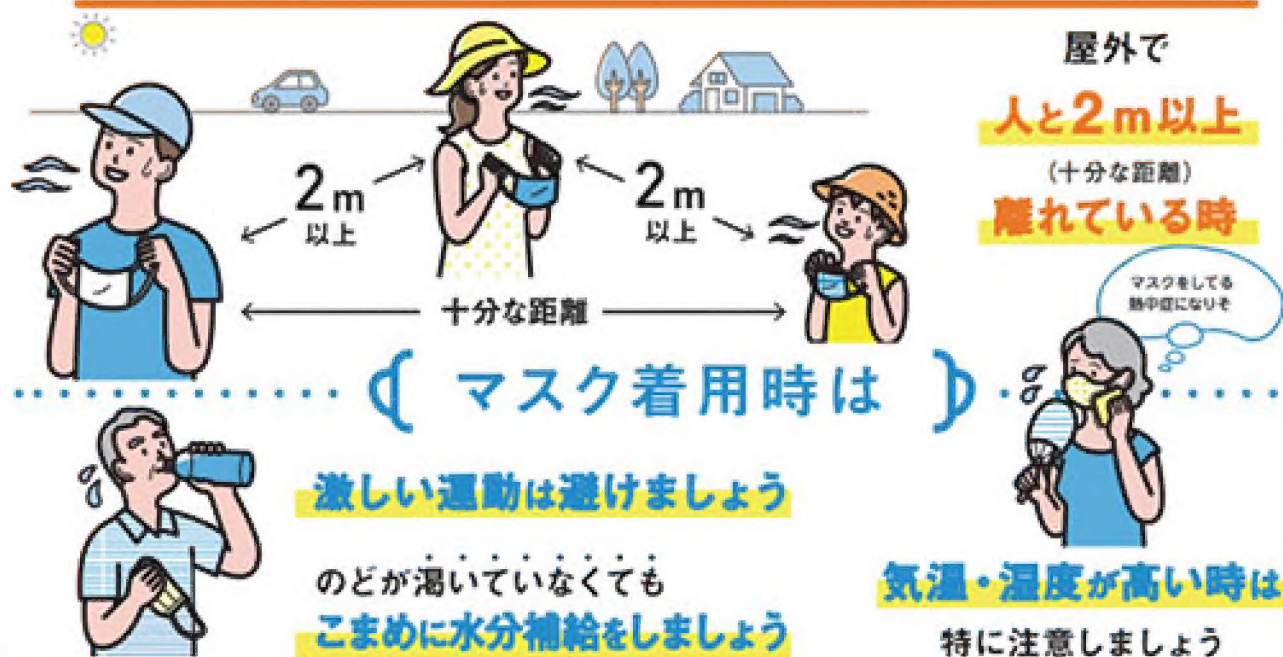 屋外で
人と2m以上
(十分な距離)
離れている時
2m
以上
2m
以上
十分な距離
マスクをしてる
熱中症になりそ
マスク着用時は
激しい運動は避けましょう
のどが渇いていなくても
こまめに水分補給をしましょう
気温・湿度が高い時は
特に注意しましょう